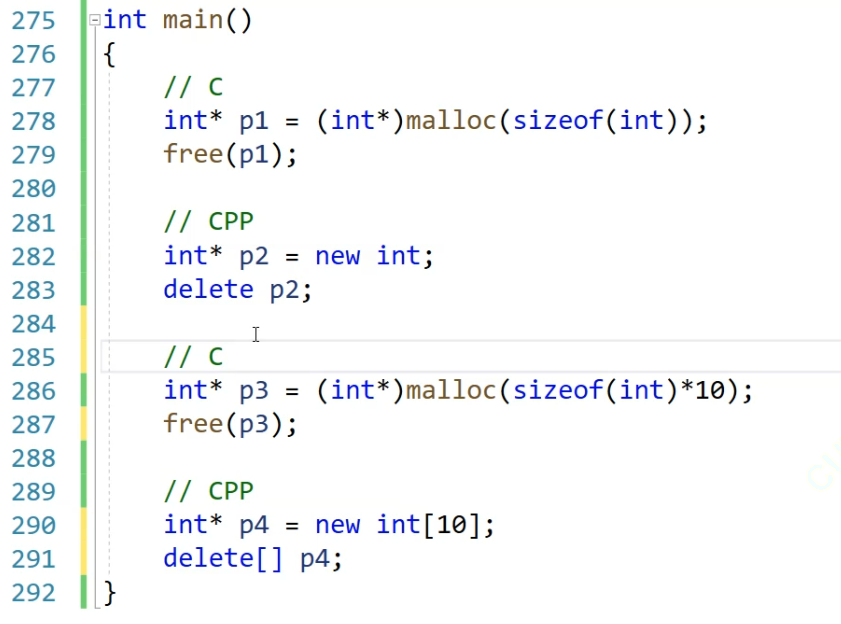 275 int main()
276 {
277 // C
278 int* p1 = (int*)malloc(sizeof(int));
279 free(p1);
280
281 // CPP
282 int* p2 = new int;
283 delete p2;
284
285 // C
286 int* p3 = (int*)malloc(sizeof(int)*10);
287 free(p3);
288
289 // CPP
290 int* p4 = new int[10];
291 delete[] p4;
292 }